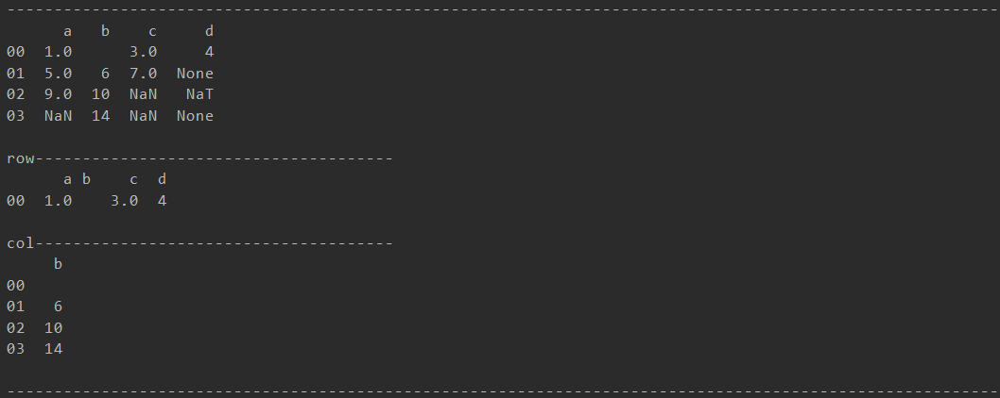 ---------------------------------------------------------------------------------------------------------
      a   b    c     d
00  1.0      3.0     4
01  5.0   6  7.0  None
02  9.0  10  NaN   NaT
03  NaN  14  NaN  None
row--------------------------------------
      a b    c  d
00  1.0    3.0  4
col--------------------------------------
     b
00
01   6
02  10
03  14
---------------------------------------------------------------------------------------------------------